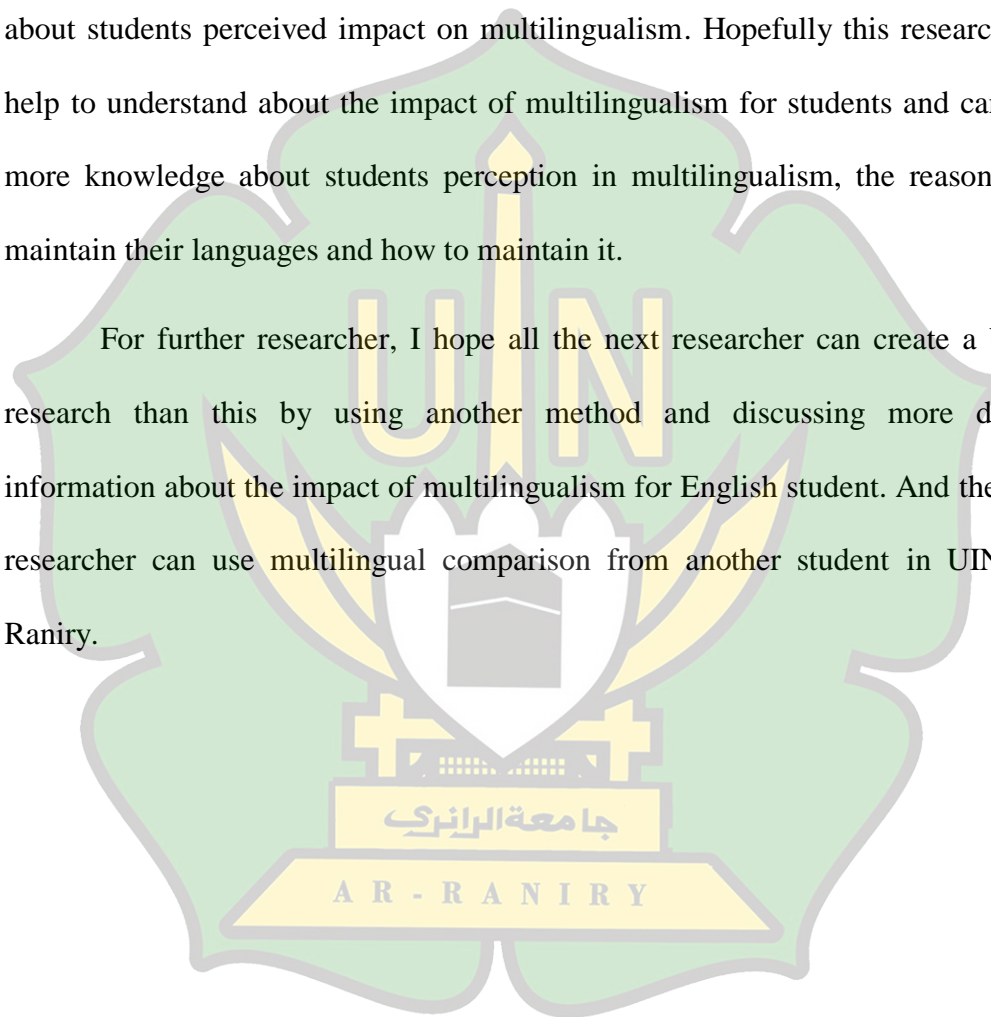 about students perceived impact on multilingualism. Hopefully this researc
help to understand about the impact of multilingualism for students and ca
more knowledge about students perception in multilingualism, the reason
maintain their languages and how to maintain it.
For further researcher, I hope all the next researcher can create a
research than this by using another method and discussing more d
information about the impact of multilingualism for English student. And the
researcher can use multilingual comparison from another student in UIN
Raniry.
UIN
جامعةالرانري
AR-RANIRY